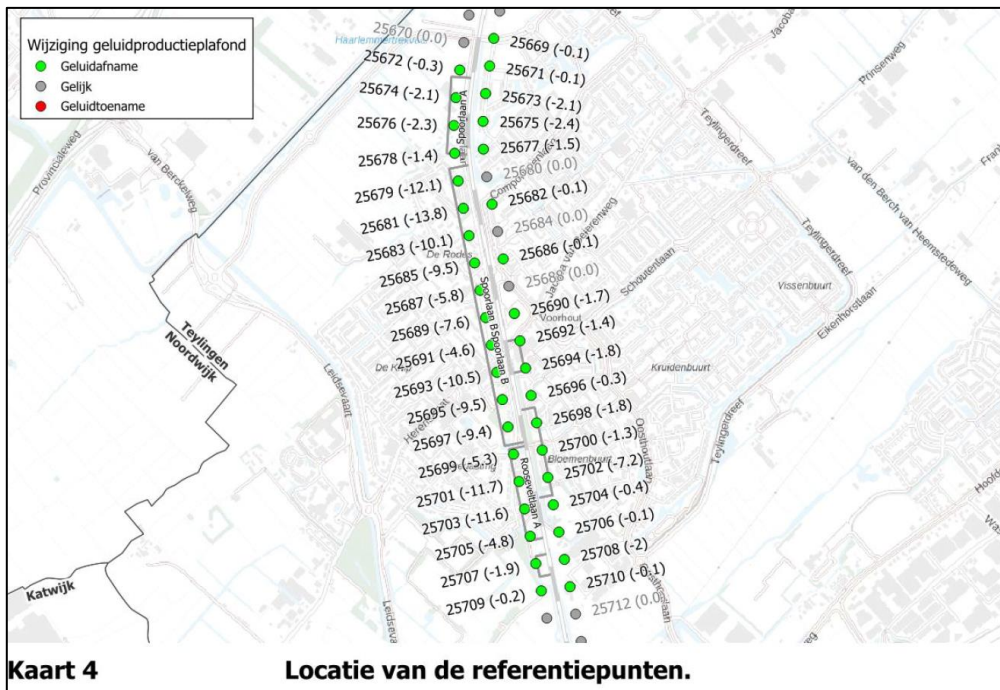 Wijziging geluidproductieplafond
Geluidafname
Gelijk
Geluidtoename
25670 (0.0)
25672 (-0.3)
25674 (-2.1)
25676 (-2.3)
25678 (-1.4)
25679 (-12.1)
25681 (-13.8)
25683 (-10.1)
25685 (-9.5)
25687 (-5.8)
25689 (-7.6)
25691 (-4.6)
25693 (-10.5)
25695 (-9.5)
25697 (-9.4)
25699 (-5.3)
25701 (-11.7)
25703 (-11.6)
25705 (-4.8)
25707 (-1.9)
25709 (-0.2)
25669 (-0.1)
25671 (-0.1)
25673 (-2.1)
25675 (-2.4)
25677 (-1.5)
25680 (0.0)
25682 (-0.1)
25684 (0.0)
25686 (-0.1)
25688 (0.0)
25690 (-1.7)
25692 (-1.4)
25694 (-1.8)
25696 (-0.3)
25698 (-1.8)
25700 (-1.3)
25702 (-7.2)
25704 (-0.4)
25706 (-0.1)
25708 (-2)
25710 (-0.1)
25712 (0.0)
Spoorlaan A
Spoorlaan B
Spoorlaan B
Rooseveltlaan A
Haarlemmertrekvaart
Provincialeweg
van Berckelweg
Teylingen
Noordwijk
Katwijk
Leidsevaart
De Kap
De Rodes
Voorhout
Schoutenlaan
Kruidenbuurt
Vissenbuurt
Bloemenbuurt
Oosthoutlaan
Teylingerdreef
Teylingerdreef
Teylingerdreef
Eikenhorstlaan
van den Berch van Heemstedeweg
Prinsenweg
Kaart 4
Locatie van de referentiepunten.